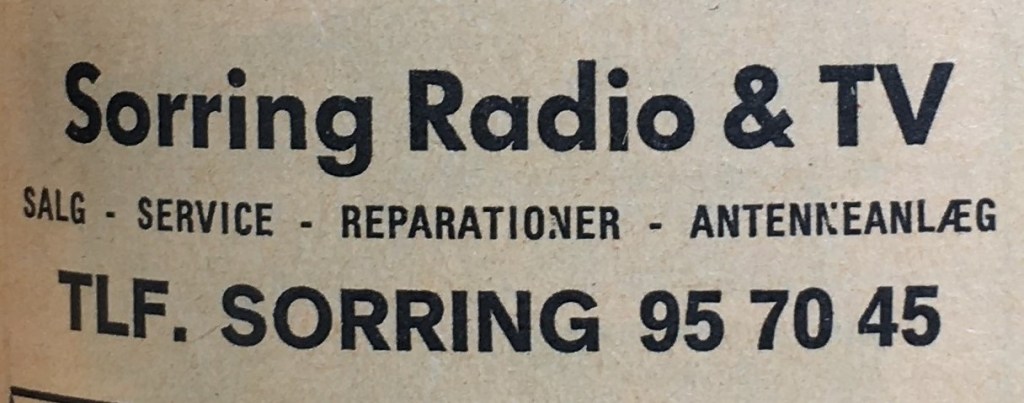 Sorring Radio & TV
SALG - SERVICE - REPARATIONER - ANTENNEANLÆG
TLF. SORRING 95 70 45